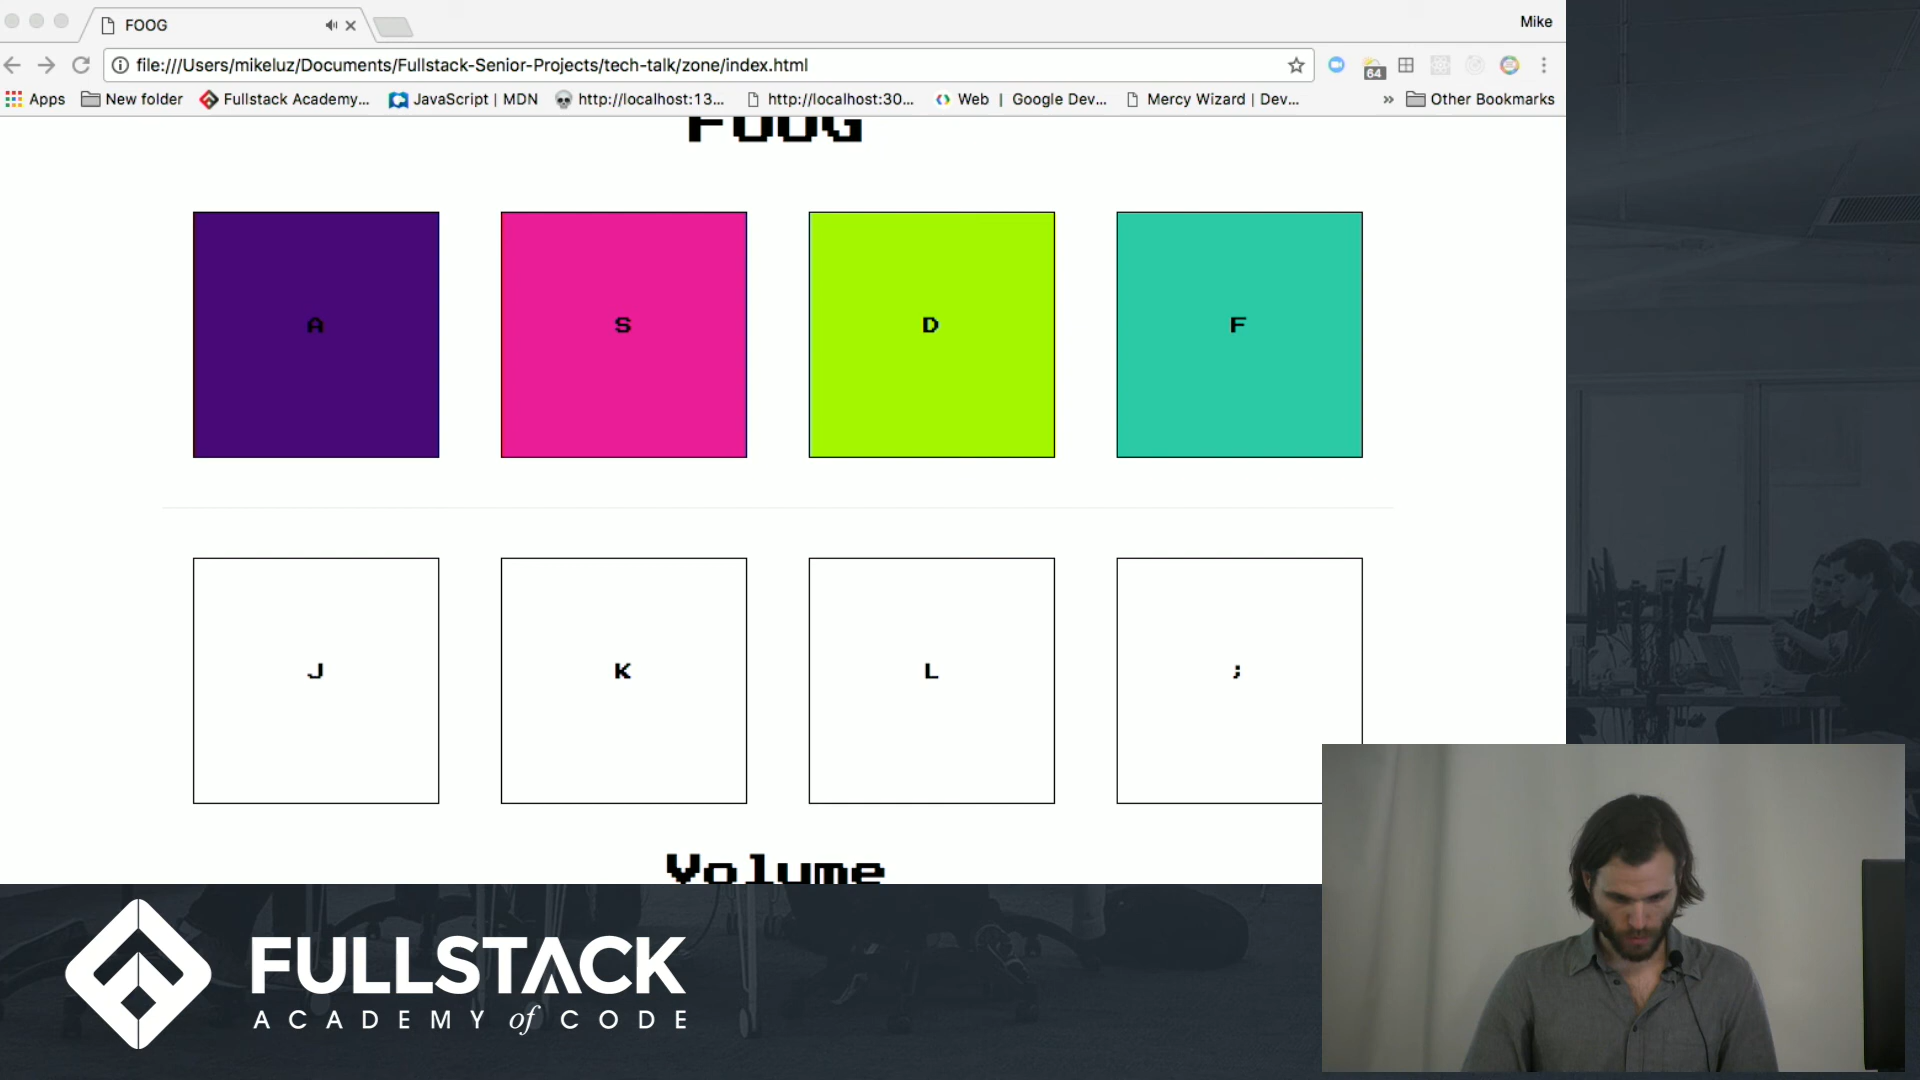 FOOG
Mike
file:///Users/mikeluz/Documents/Fullstack-Senior-Projects/tech-talk/zone/index.html
64
Apps New folder Fullstack Academy... JavaScript | MDN http://localhost:13... http://localhost:30... Web | Google Dev... Mercy Wizard | Dev... » Other Bookmarks
FOOG
A S D F
J K L ;
Volume
FULLSTACK
ACADEMY of CODE